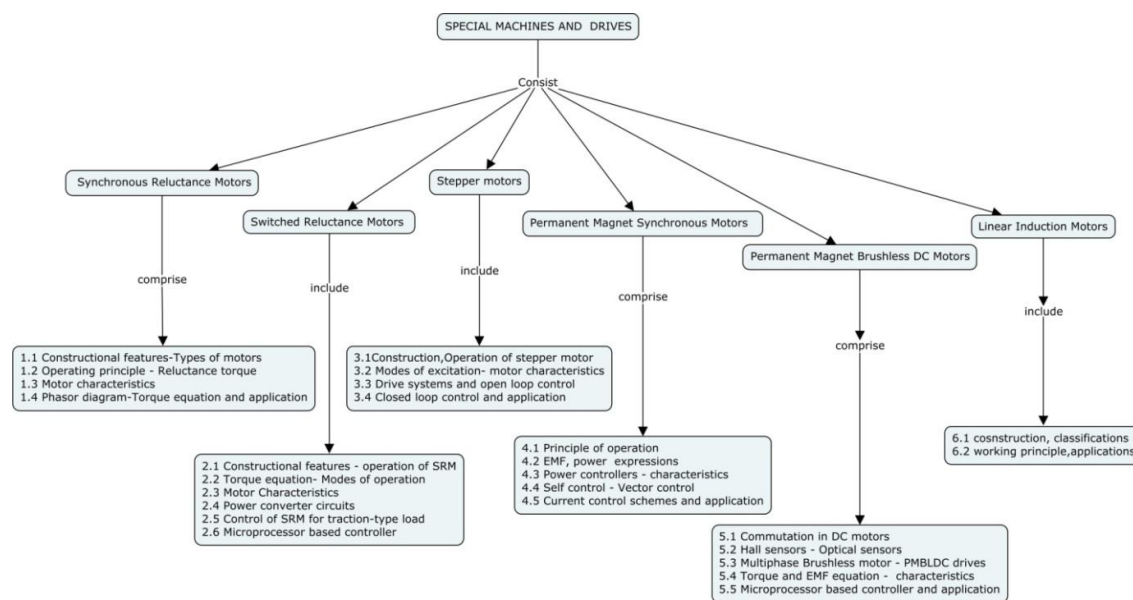 SPECIAL MACHINES AND DRIVES
Consist
Synchronous Reluctance Motors
Switched Reluctance Motors
Stepper motors
Permanent Magnet Synchronous Motors
Permanent Magnet Brushless DC Motors
Linear Induction Motors
comprise
include
include
comprise
comprise
include
1.1 Constructional features-Types of motors
1.2 Operating principle - Reluctance torque
1.3 Motor characteristics
1.4 Phasor diagram-Torque equation and application
2.1 Constructional features - operation of SRM
2.2 Torque equation- Modes of operation
2.3 Motor Characteristics
2.4 Power converter circuits
2.5 Control of SRM for traction-type load
2.6 Microprocessor based controller
3.1Construction,Operation of stepper motor
3.2 Modes of excitation- motor characteristics
3.3 Drive systems and open loop control
3.4 Closed loop control and application
4.1 Principle of operation
4.2 EMF, power expressions
4.3 Power controllers - characteristics
4.4 Self control - Vector control
4.5 Current control schemes and application
5.1 Commutation in DC motors
5.2 Hall sensors - Optical sensors
5.3 Multiphase Brushless motor - PMBLDC drives
5.4 Torque and EMF equation - characteristics
5.5 Microprocessor based controller and application
6.1 cosnstruction, classifications
6.2 working principle,applications